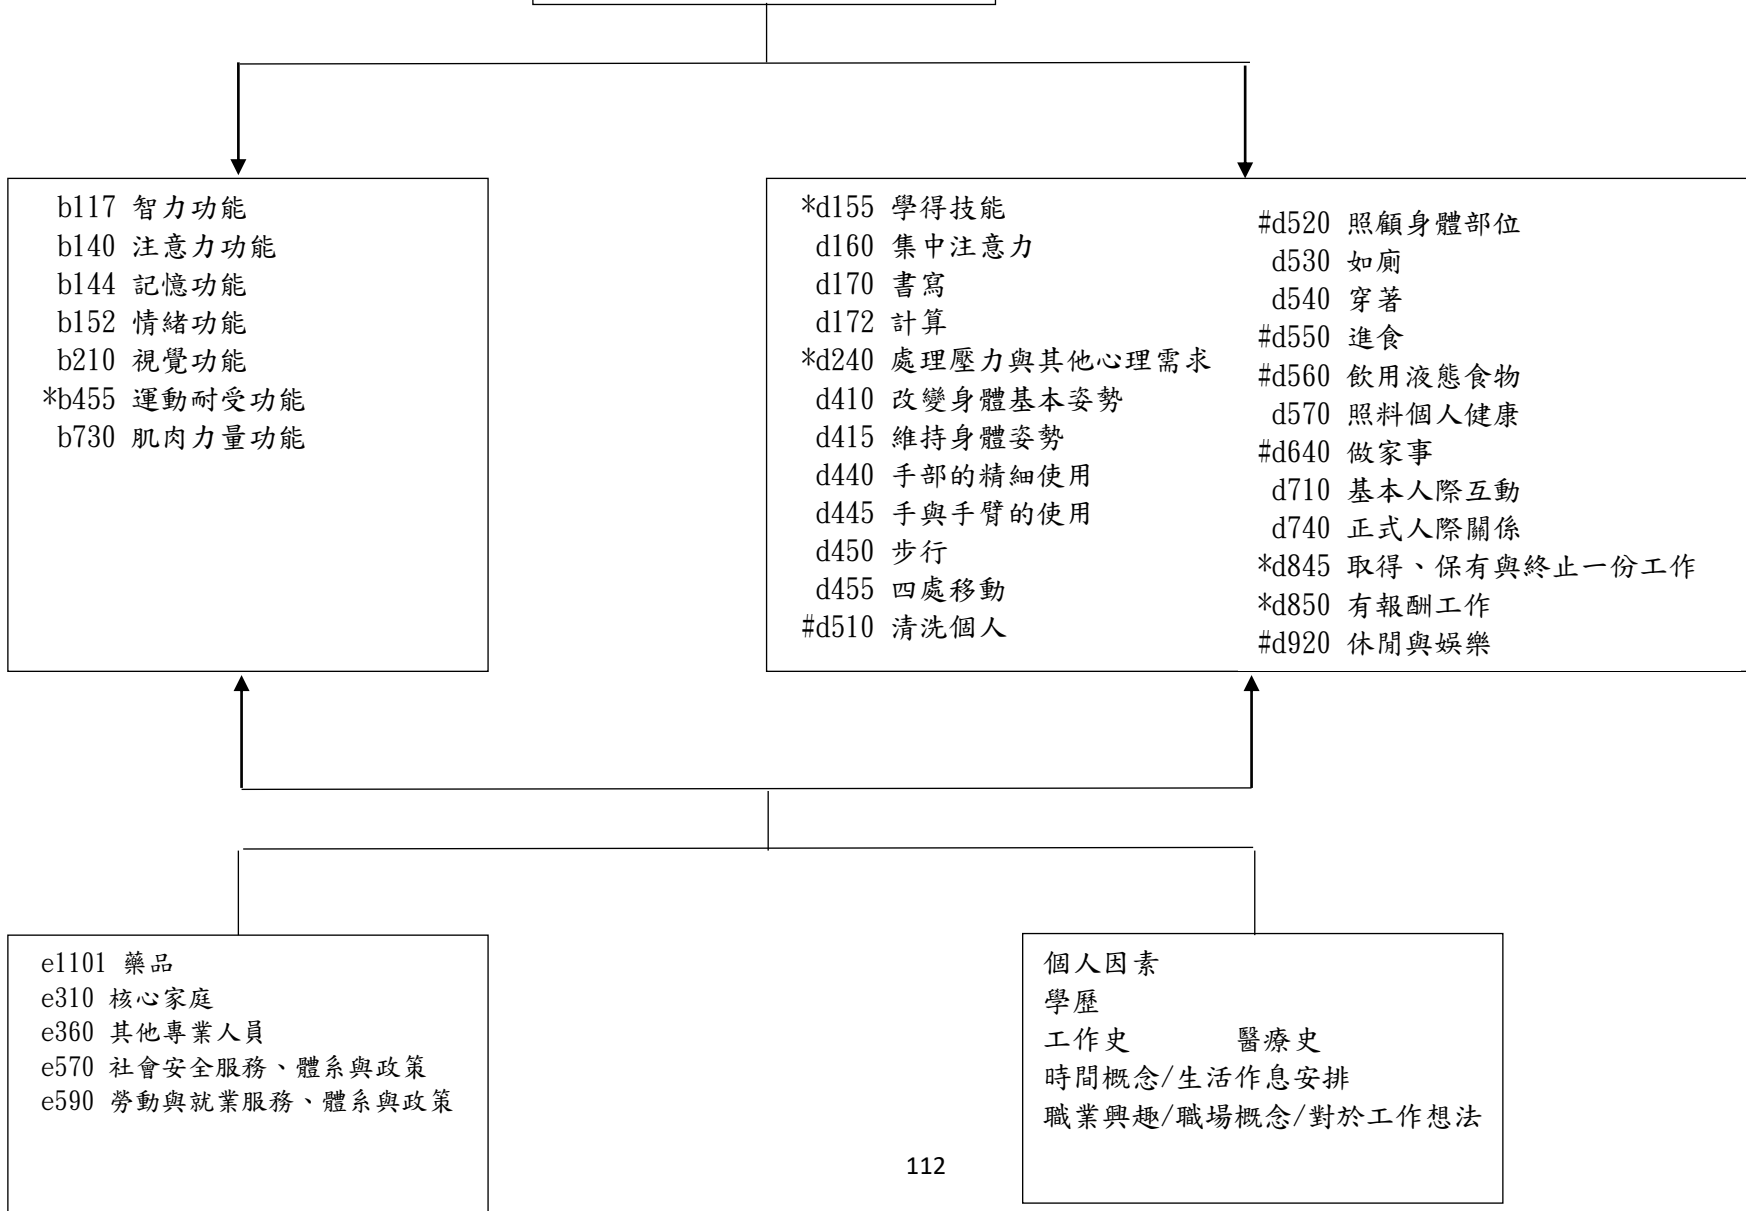 b117 智力功能
b140 注意力功能
b144 記憶功能
b152 情緒功能
b210 視覺功能
*b455 運動耐受功能
b730 肌肉力量功能
*d155 學得技能
d160 集中注意力
d170 書寫
d172 計算
*d240 處理壓力與其他心理需求
d410 改變身體基本姿勢
d415 維持身體姿勢
d440 手部的精細使用
d445 手與手臂的使用
d450 步行
d455 四處移動
#d510 清洗個人
#d520 照顧身體部位
d530 如廁
d540 穿著
#d550 進食
#d560 飲用液態食物
d570 照料個人健康
#d640 做家事
d710 基本人際互動
d740 正式人際關係
*d845 取得、保有與終止一份工作
*d850 有報酬工作
#d920 休閒與娛樂
e1101 藥品
e310 核心家庭
e360 其他專業人員
e570 社會安全服務、體系與政策
e590 勞動與就業服務、體系與政策
個人因素
學歷
工作史 醫療史
時間概念/生活作息安排
職業興趣/職場概念/對於工作想法
112